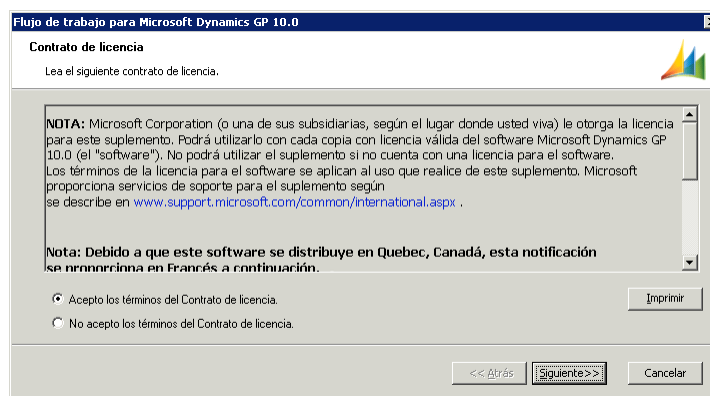 Flujo de trabajo para Microsoft Dynamics GP 10.0
Contrato de licencia
Lea el siguiente contrato de licencia.
NOTA: Microsoft Corporation (o una de sus subsidiarias, según el lugar donde usted viva) le otorga la licencia
para este suplemento. Podrá utilizarlo con cada copia con licencia válida del software Microsoft Dynamics GP
10.0 (el "software"). No podrá utilizar el suplemento si no cuenta con una licencia para el software.
Los términos de la licencia para el software se aplican al uso que realice de este suplemento. Microsoft
proporciona servicios de soporte para el suplemento según
se describe en www.support.microsoft.com/common/international.aspx .
Nota: Debido a que este software se distribuye en Quebec, Canadá, esta notificación
se proporciona en Francés a continuación.
Acepto los términos del Contrato de licencia.
Imprimir
No acepto los términos del Contrato de licencia.
<< Atrás
Siguiente>>
Cancelar